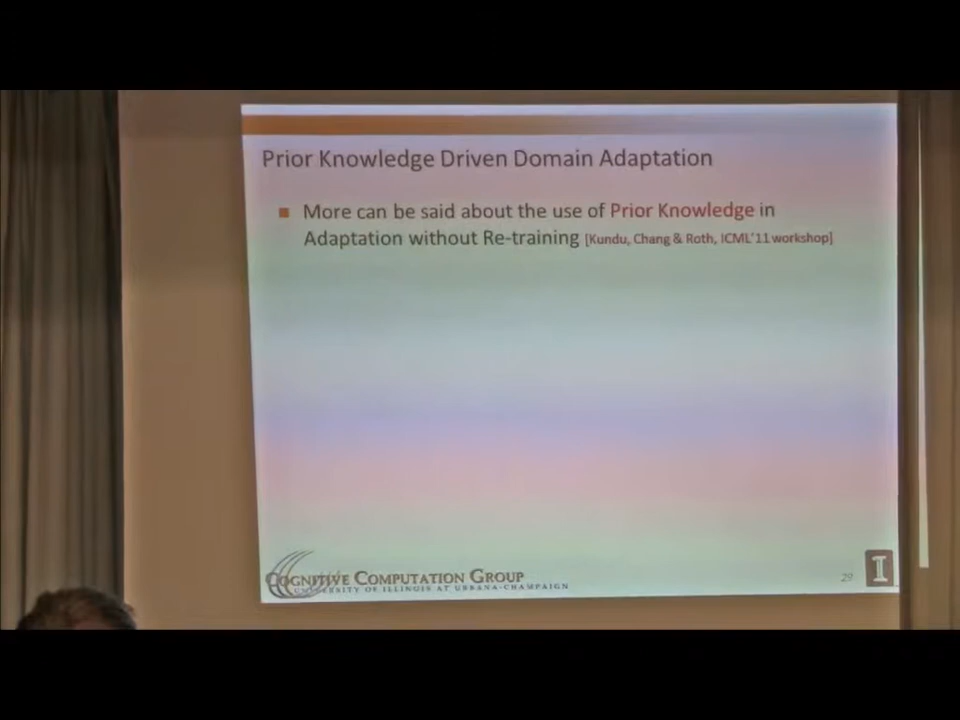 Prior Knowledge Driven Domain Adaptation
More can be said about the use of Prior Knowledge in
Adaptation without Re-training [Kundu, Chang & Roth, ICML'11 workshop]
COGNITIVE COMPUTATION GROUP
UNIVERSITY OF ILLINOIS AT URBANA-CHAMPAIGN
29
I